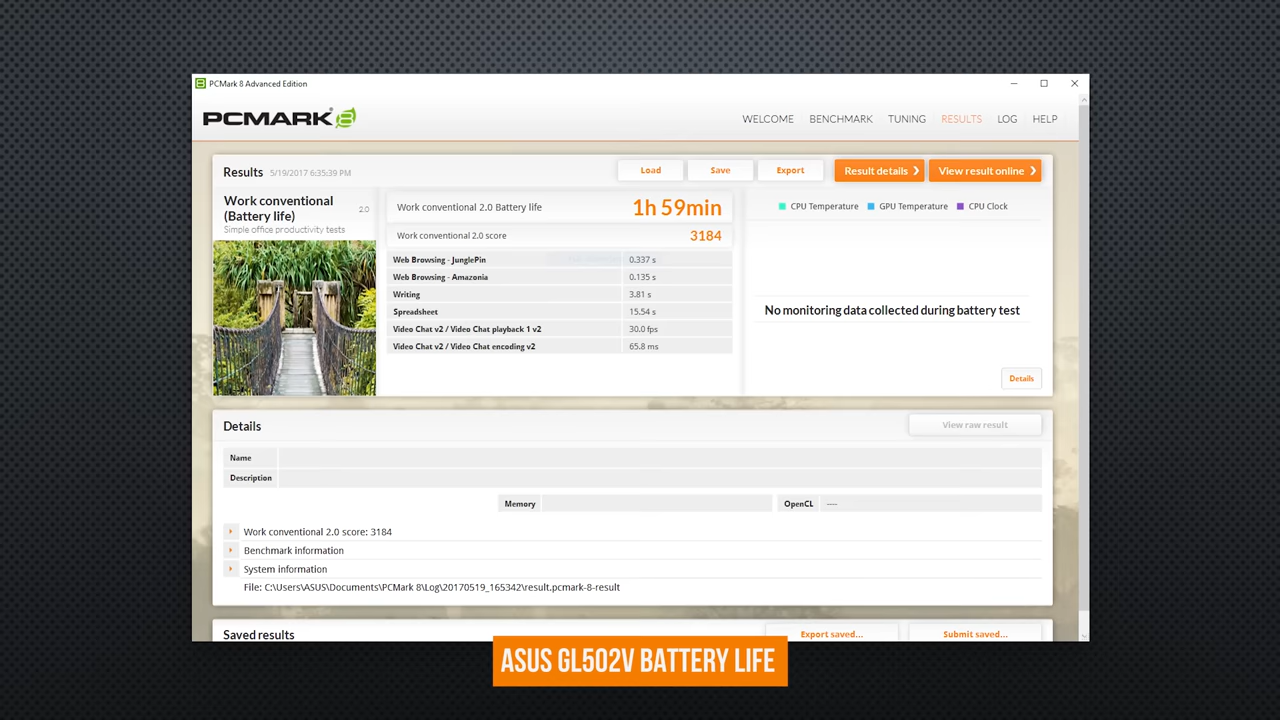 PCMark 8 Advanced Edition
PCMARK® 8
WELCOME BENCHMARK TUNING RESULTS LOG HELP
Results 5/19/2017 6:35:39 PM
Load Save Export Result details View result online
Work conventional
(Battery life)
2.0
Simple office productivity tests
Work conventional 2.0 Battery life 1h 59min
Work conventional 2.0 score 3184
Web Browsing - JunglePin 0.337 s
Web Browsing - Amazonia 0.135 s
Writing 3.81 s
Spreadsheet 15.54 s
Video Chat v2 / Video Chat playback 1 v2 30.0 fps
Video Chat v2 / Video Chat encoding v2 65.8 ms
CPU Temperature GPU Temperature CPU Clock
No monitoring data collected during battery test
Details
Details
View raw result
Name
Description
Memory OpenCL ----
Work conventional 2.0 score: 3184
Benchmark information
System information
File: C:\Users\ASUS\Documents\PCMark 8\Log\20170519_165342\result.pcmark-8-result
Saved results Export saved... Submit saved...
ASUS GL502V BATTERY LIFE